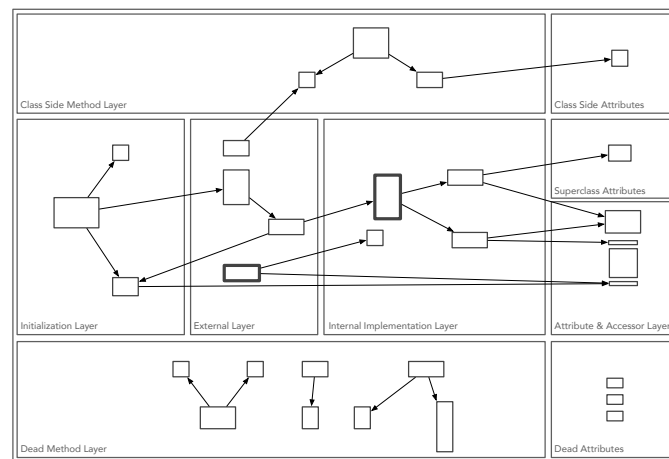 Class Side Method Layer
Class Side Attributes
Superclass Attributes
Initialization Layer
External Layer
Internal Implementation Layer
Attribute & Accessor Layer
Dead Method Layer
Dead Attributes